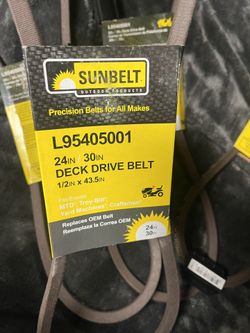 L95405001
SUNBELT
OUTDOOR PRODUCTS
Precision Belts for All Makes
L95405001
24IN / 30IN
DECK DRIVE BELT
1/2IN x 43.5IN
MTD® Troy-Bilt®
Yard Machines® Craftsman®
Replaces OEM Belt
Reemplaza la Correa OEM
24IN
30IN